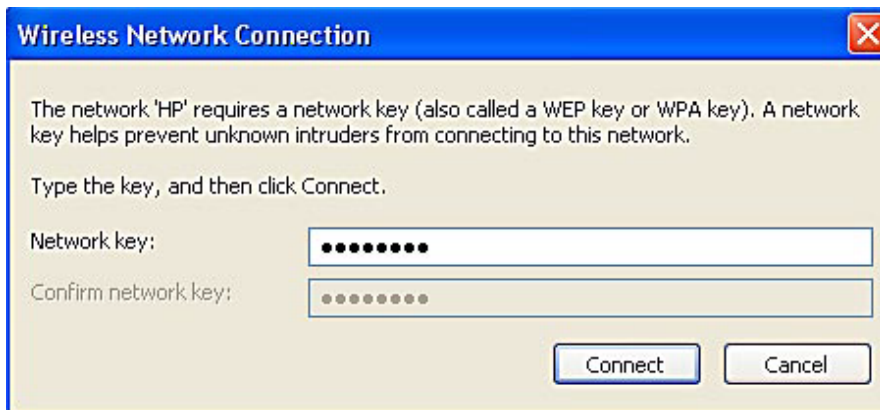 Wireless Network Connection
The network 'HP' requires a network key (also called a WEP key or WPA key). A network
key helps prevent unknown intruders from connecting to this network.
Type the key, and then click Connect.
Network key: ••••••••
Confirm network key: ••••••••
Connect Cancel